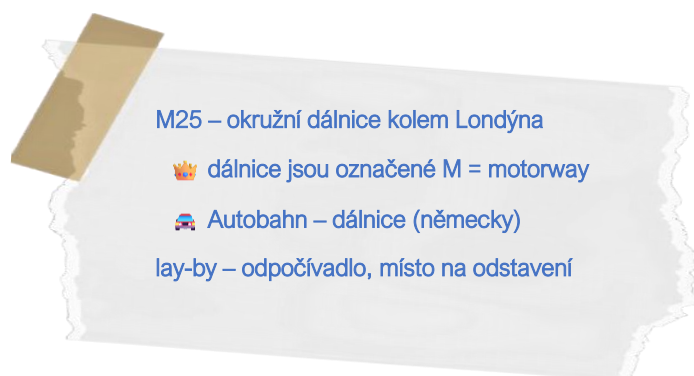 M25 – okružní dálnice kolem Londýna
👑 dálnice jsou označené M = motorway
🚘 Autobahn – dálnice (německy)
lay-by – odpočívadlo, místo na odstavení